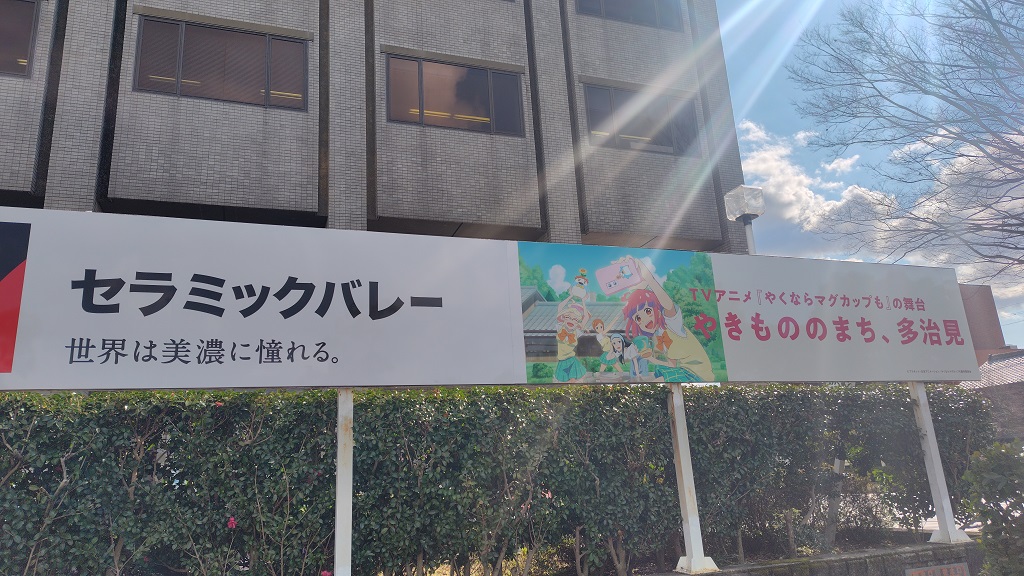 セラミックバレー
世界は美濃に憧れる。
TVアニメ『やくならマグカップも』の舞台
やきもののまち、多治見